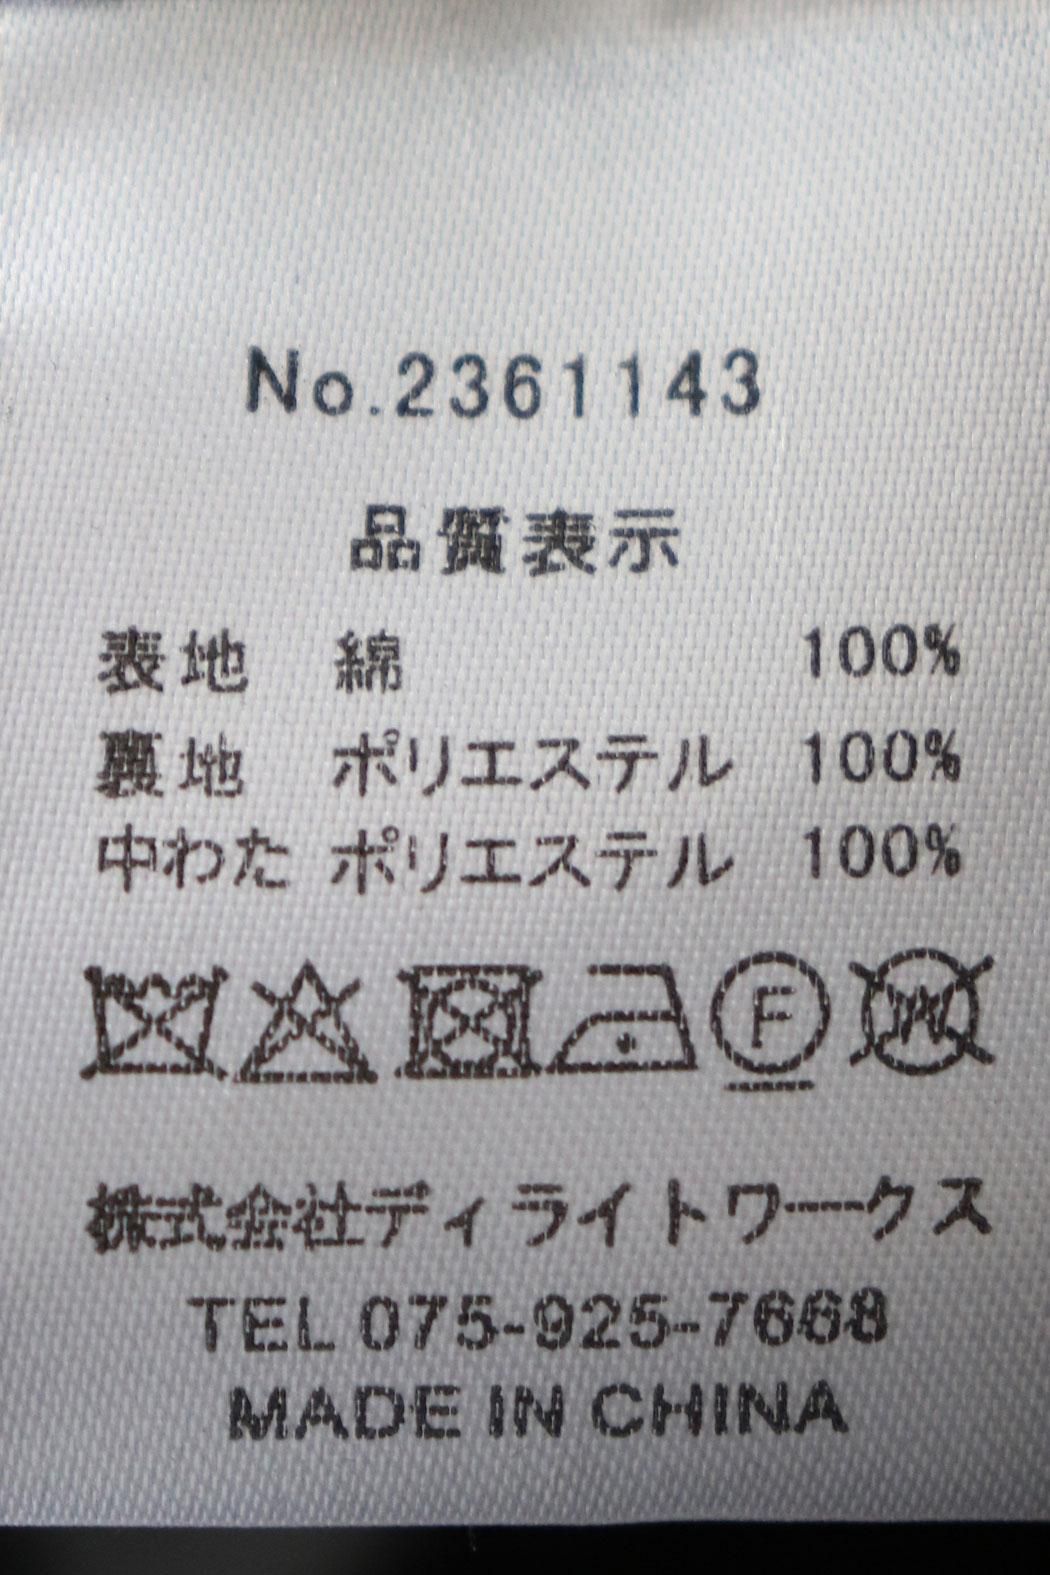 No.2361143
品質表示
表地 綿 100%
裏地 ポリエステル 100%
中わた ポリエステル 100%
F W
株式会社ディライトワークス
TEL 075-925-7668
MADE IN CHINA